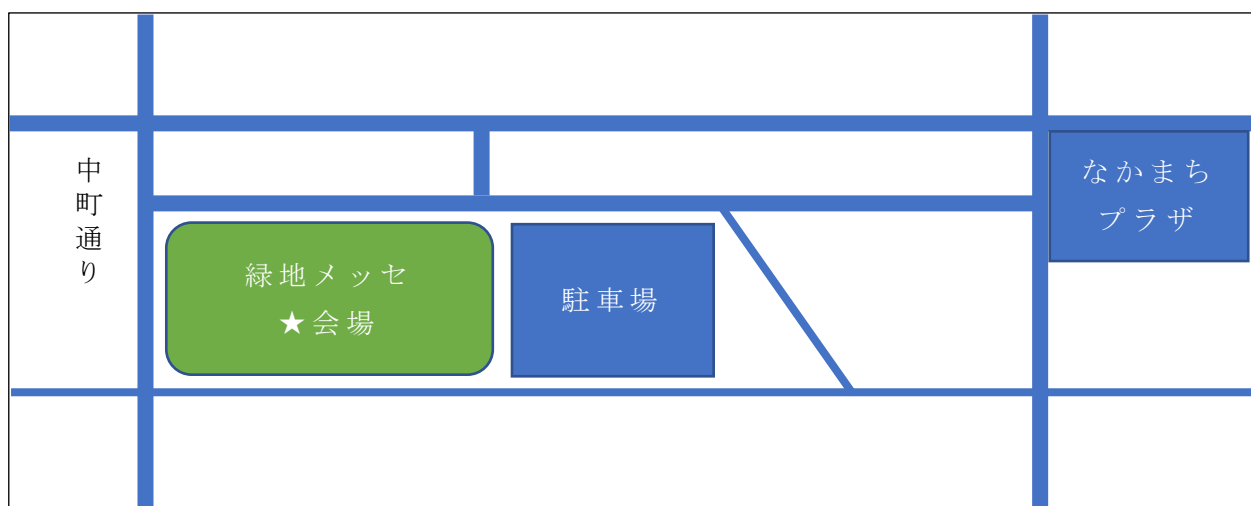 中町通り
緑地メッセ
★会場
駐車場
なかまち
プラザ